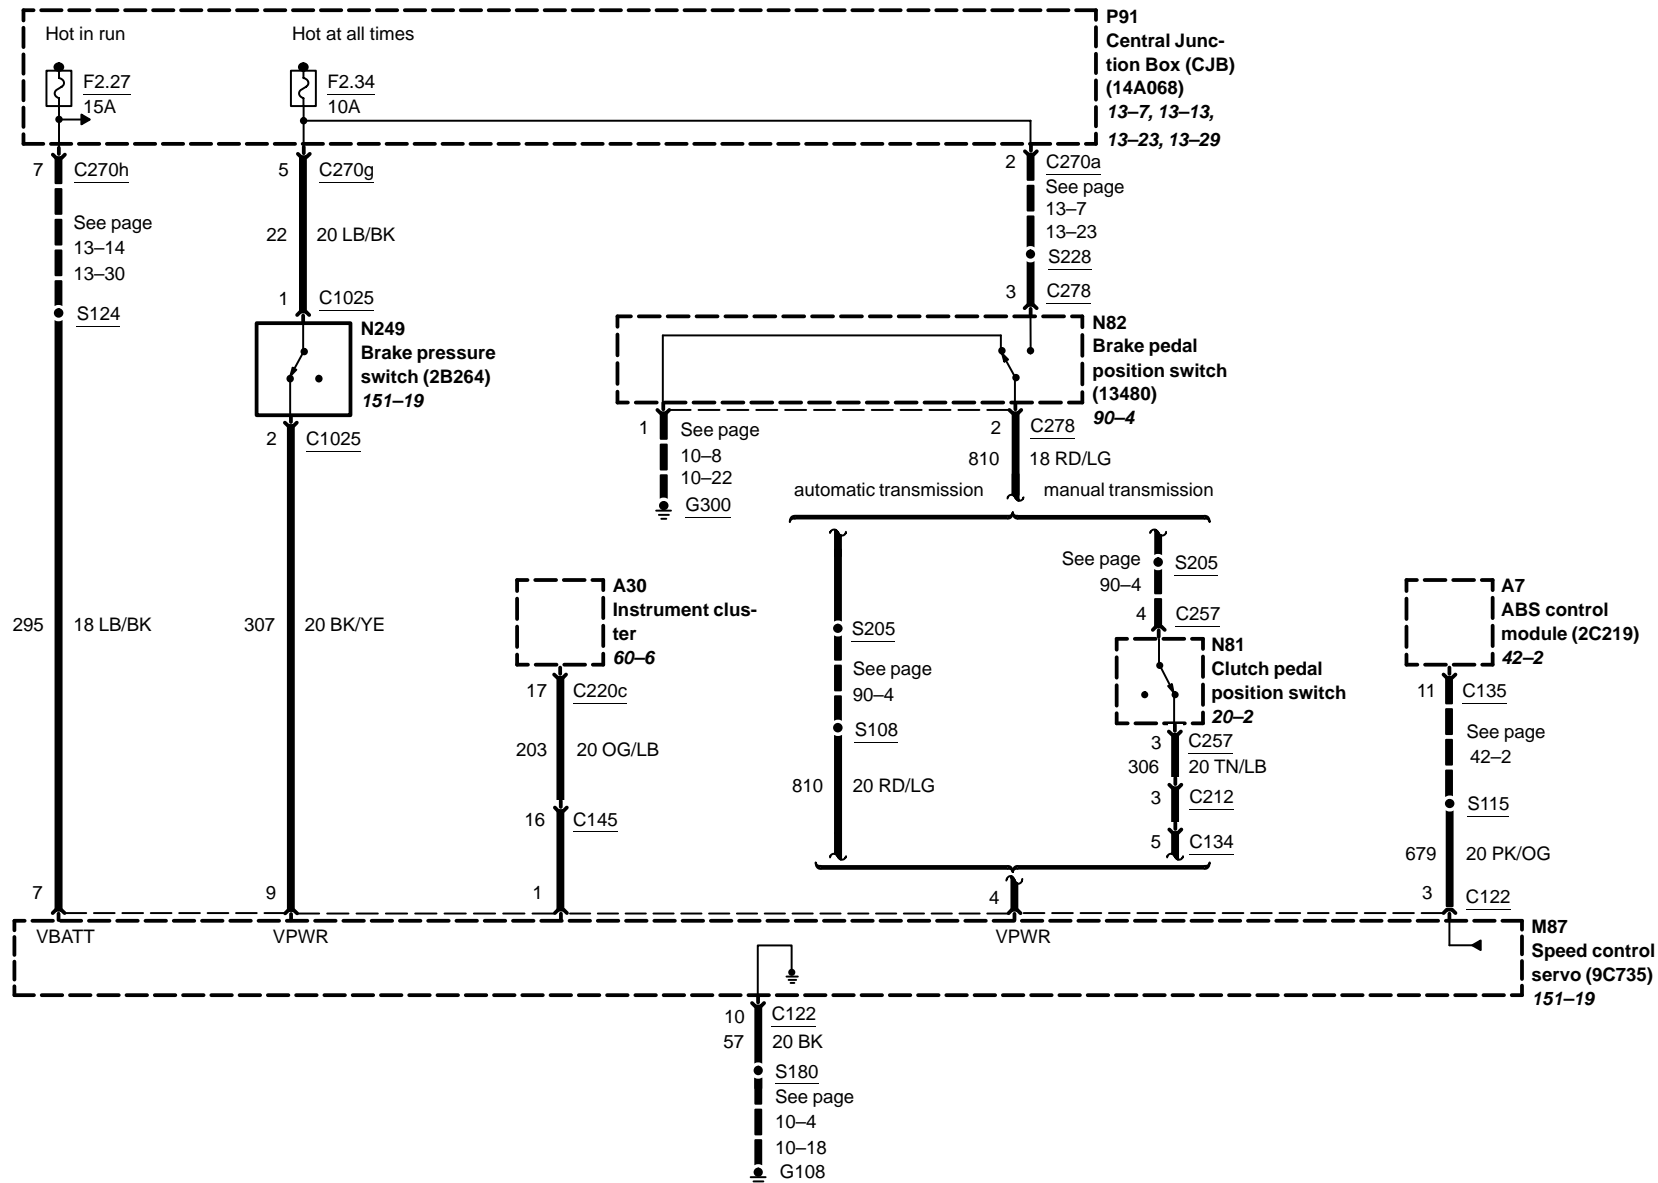 Hot in run
Hot at all times
F2.27
15A
F2.34
10A
P91
Central Junc-
tion Box (CJB)
(14A068)
13–7, 13–13,
13–23, 13–29
7 C270h
5 C270g
2 C270a
See page
13–14
13–30
S124
22 20 LB/BK
See page
13–7
13–23
S228
1 C1025
3 C278
N249
Brake pressure
switch (2B264)
151–19
N82
Brake pedal
position switch
(13480)
90–4
2 C1025
1 See page
10–8
10–22
G300
2 C278
810 18 RD/LG
automatic transmission
manual transmission
See page
90–4
S205
4 C257
295 18 LB/BK
307 20 BK/YE
A30
Instrument clus-
ter
60–6
S205
See page
90–4
S108
N81
Clutch pedal
position switch
20–2
A7
ABS control
module (2C219)
42–2
17 C220c
203 20 OG/LB
16 C145
810 20 RD/LG
3 C257
306 20 TN/LB
3 C212
5 C134
11 C135
See page
42–2
S115
679 20 PK/OG
7
9
1
4
3 C122
VBATT
VPWR
VPWR
M87
Speed control
servo (9C735)
151–19
10 C122
57 20 BK
S180
See page
10–4
10–18
G108